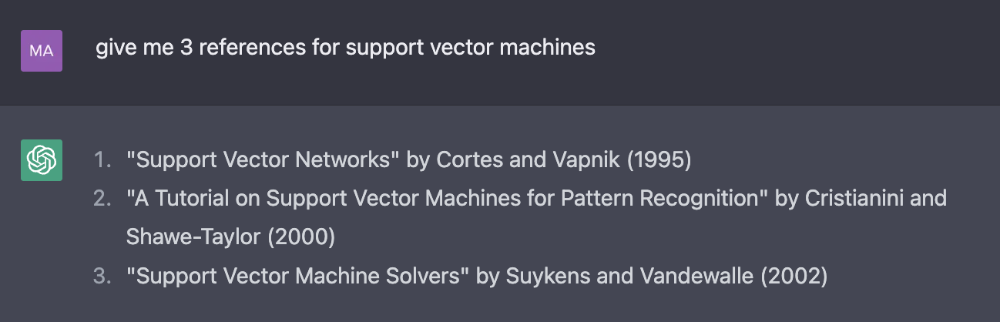 MA
give me 3 references for support vector machines
1. "Support Vector Networks" by Cortes and Vapnik (1995)
2. "A Tutorial on Support Vector Machines for Pattern Recognition" by Cristianini and
Shawe-Taylor (2000)
3. "Support Vector Machine Solvers" by Suykens and Vandewalle (2002)